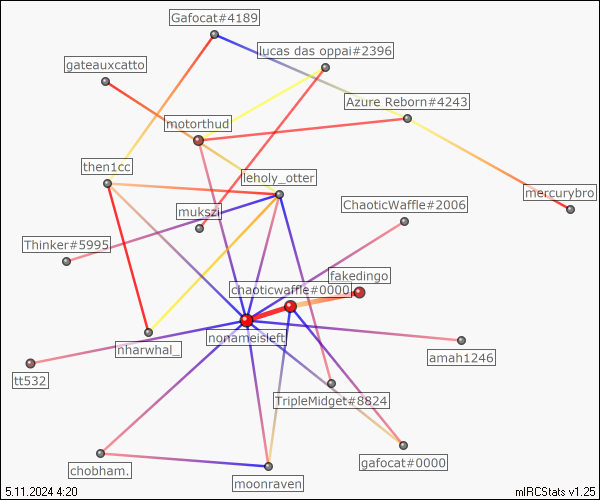 Gafocat#4189
lucas das oppai#2396
gateauxcatto
Azure Reborn#4243
motorthud
then1cc
leholy_otter
mercurybro
mukszi
ChaoticWaffle#2006
Thinker#5995
fakedingo
chaoticwaffle#0000
nonameisleft
nharwhal_
amah1246
tt532
TripleMidget#8824
gafocat#0000
chobham.
moonraven
5.11.2024 4:20
mIRCStats v1.25